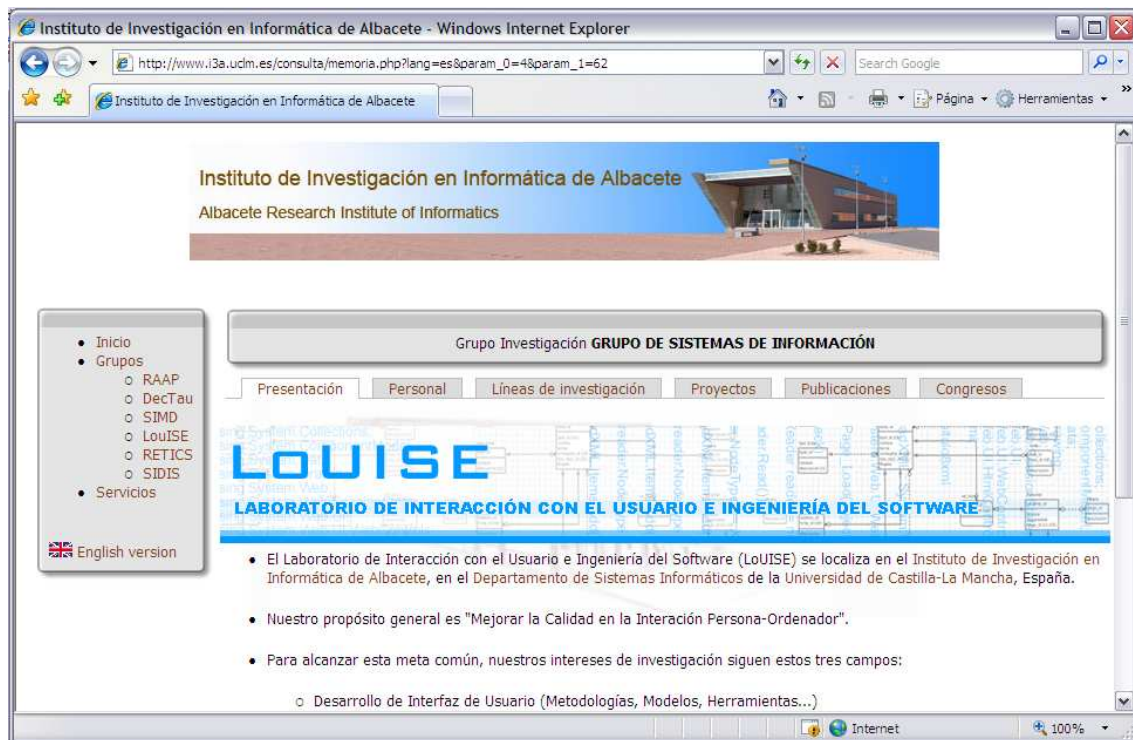 Instituto de Investigación en Informática de Albacete - Windows Internet Explorer
http://www.i3a.uclm.es/consulta/memoria.php?lang=es&param_0=4&param_1=62
Search Google
Instituto de Investigación en Informática de Albacete
Página
Herramientas
Instituto de Investigación en Informática de Albacete
Albacete Research Institute of Informatics
Inicio
Grupos
RAAP
DecTau
SIMD
LouISE
RETICS
SIDIS
Servicios
English version
Grupo Investigación GRUPO DE SISTEMAS DE INFORMACIÓN
Presentación Personal Líneas de investigación Proyectos Publicaciones Congresos
LoUISE
LABORATORIO DE INTERACCIÓN CON EL USUARIO E INGENIERÍA DEL SOFTWARE
El Laboratorio de Interacción con el Usuario e Ingeniería del Software (LoUISE) se localiza en el Instituto de Investigación en
Informática de Albacete, en el Departamento de Sistemas Informáticos de la Universidad de Castilla-La Mancha, España.
Nuestro propósito general es "Mejorar la Calidad en la Interación Persona-Ordenador".
Para alcanzar esta meta común, nuestros intereses de investigación siguen estos tres campos:
Desarrollo de Interfaz de Usuario (Metodologías, Modelos, Herramientas...)
Internet
100%